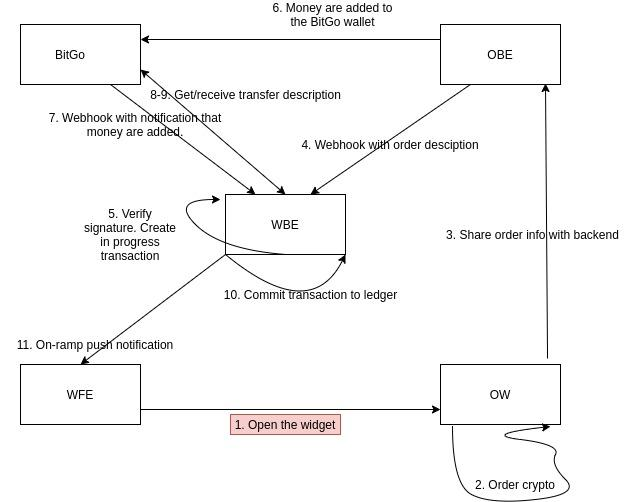 6. Money are added to
the BitGo wallet
BitGo
OBE
8-9. Get/receive transfer description
7. Webhook with notification that
money are added.
4. Webhook with order desciption
5. Verify
signature. Create
in progress
transaction
WBE
3. Share order info with backend
10. Commit transaction to ledger
11. On-ramp push notification
WFE
OW
1. Open the widget
2. Order crypto